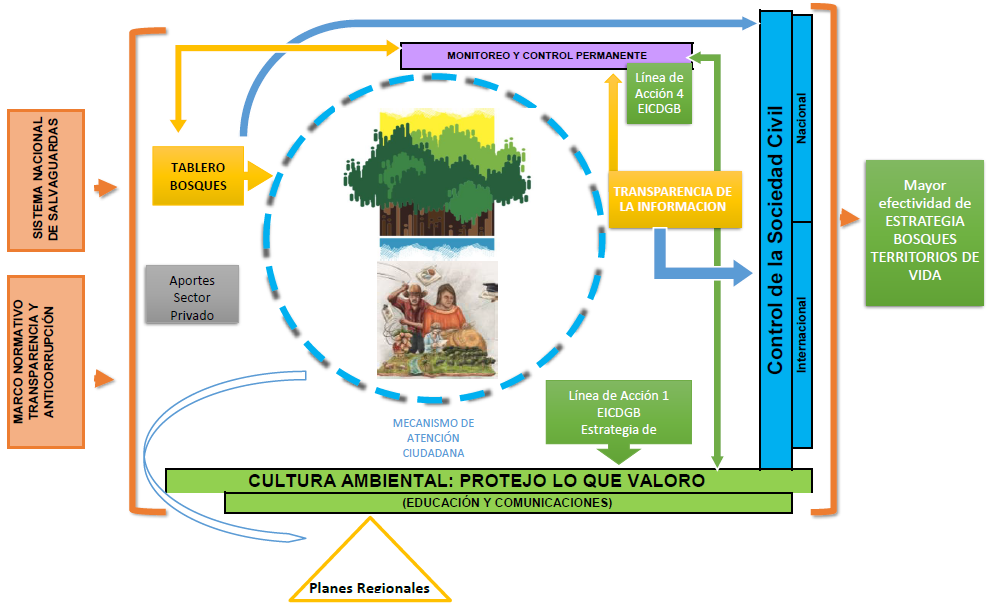 MONITOREO Y CONTROL PERMANENTE
Línea de
Acción 4
EICDGB
SISTEMA NACIONAL
DE SALVAGUARDAS
TABLERO
BOSQUES
TRANSPARENCIA DE
LA INFORMACION
Control de la Sociedad Civil
Nacional
Internacional
Mayor
efectividad de
ESTRATEGIA
BOSQUES
TERRITORIOS DE
VIDA
Aportes
Sector
Privado
MARCO NORMATIVO
TRANSPARENCIA Y
ANTICORRUPCIÓN
Línea de Acción 1
EICDGB
Estrategia de
MECANISMO DE
ATENCIÓN
CIUDADANA
CULTURA AMBIENTAL: PROTEJO LO QUE VALORO
(EDUCACIÓN Y COMUNICACIONES)
Planes Regionales